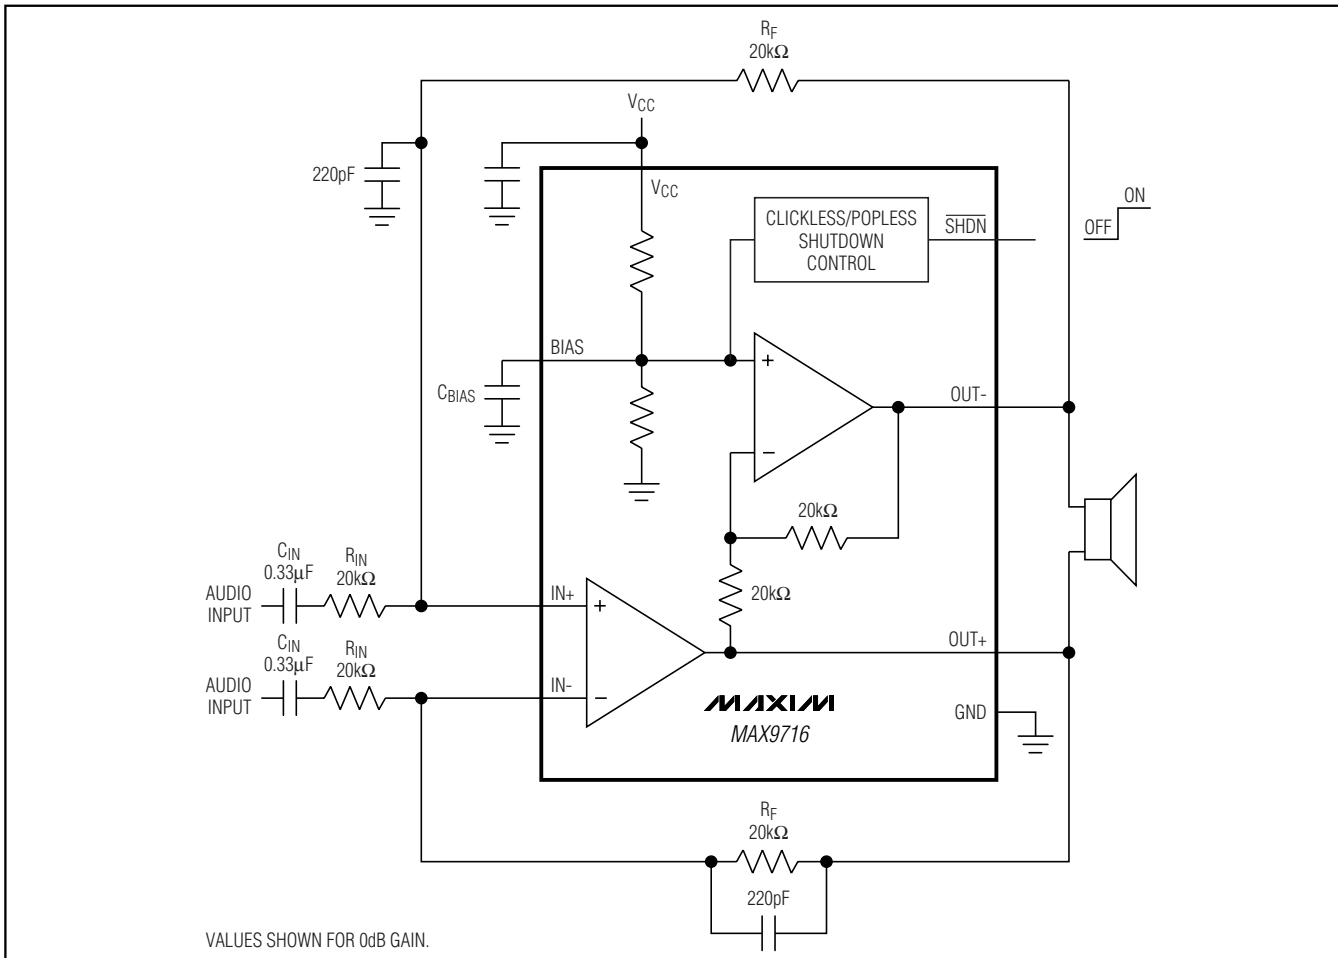 RF
20kΩ
VCC
220pF
VCC
CLICKLESS/POPLESS
SHUTDOWN
CONTROL
SHDN
ON
OFF
BIAS
CBIAS
+
−
OUT-
20kΩ
20kΩ
CIN
0.33µF
RIN
20kΩ
AUDIO
INPUT
IN+
+
CIN
0.33µF
RIN
20kΩ
AUDIO
INPUT
IN-
−
OUT+
MAXIM
MAX9716
GND
RF
20kΩ
220pF
VALUES SHOWN FOR 0dB GAIN.